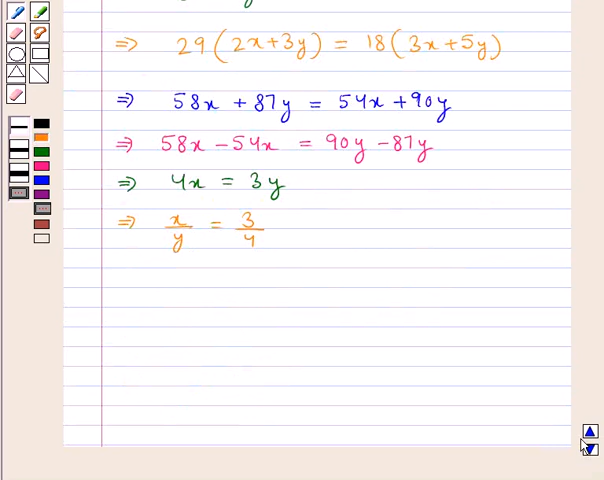 ⇒ 29(2x+3y) = 18(3x+5y)
⇒ 58x + 87y = 54x + 90y
⇒ 58x - 54x = 90y - 87y
⇒ 4x = 3y
⇒ x/y = 3/4